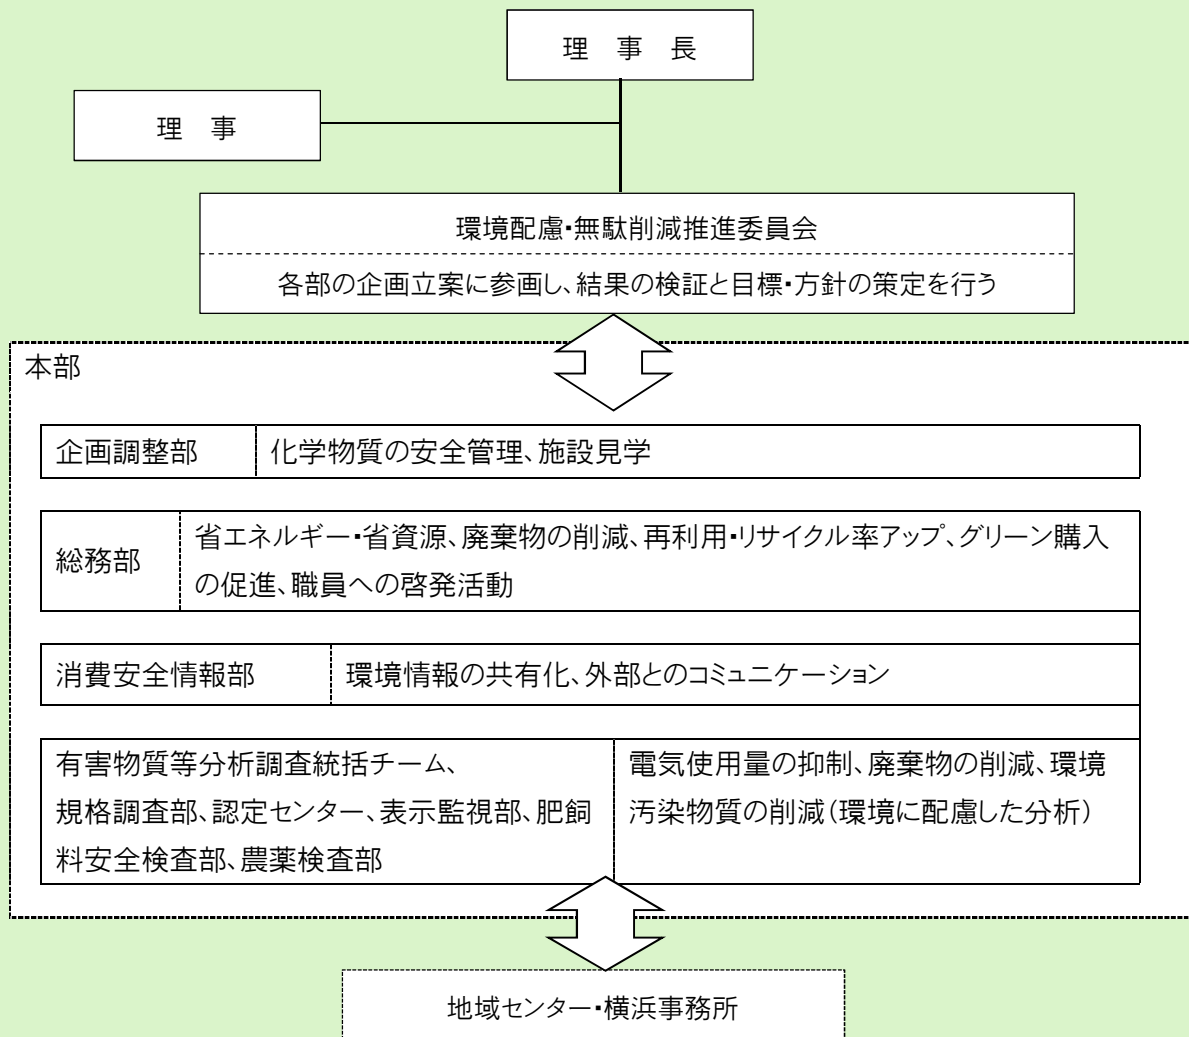 理　事　長
理　事
環境配慮・無駄削減推進委員会
各部の企画立案に参画し、結果の検証と目標・方針の策定を行う
本部
企画調整部
化学物質の安全管理、施設見学
総務部
省エネルギー・省資源、廃棄物の削減、再利用・リサイクル率アップ、グリーン購入
の促進、職員への啓発活動
消費安全情報部
環境情報の共有化、外部とのコミュニケーション
有害物質等分析調査統括チーム、
規格調査部、認定センター、表示監視部、肥飼
料安全検査部、農薬検査部
電気使用量の抑制、廃棄物の削減、環境
汚染物質の削減（環境に配慮した分析）
地域センター・横浜事務所